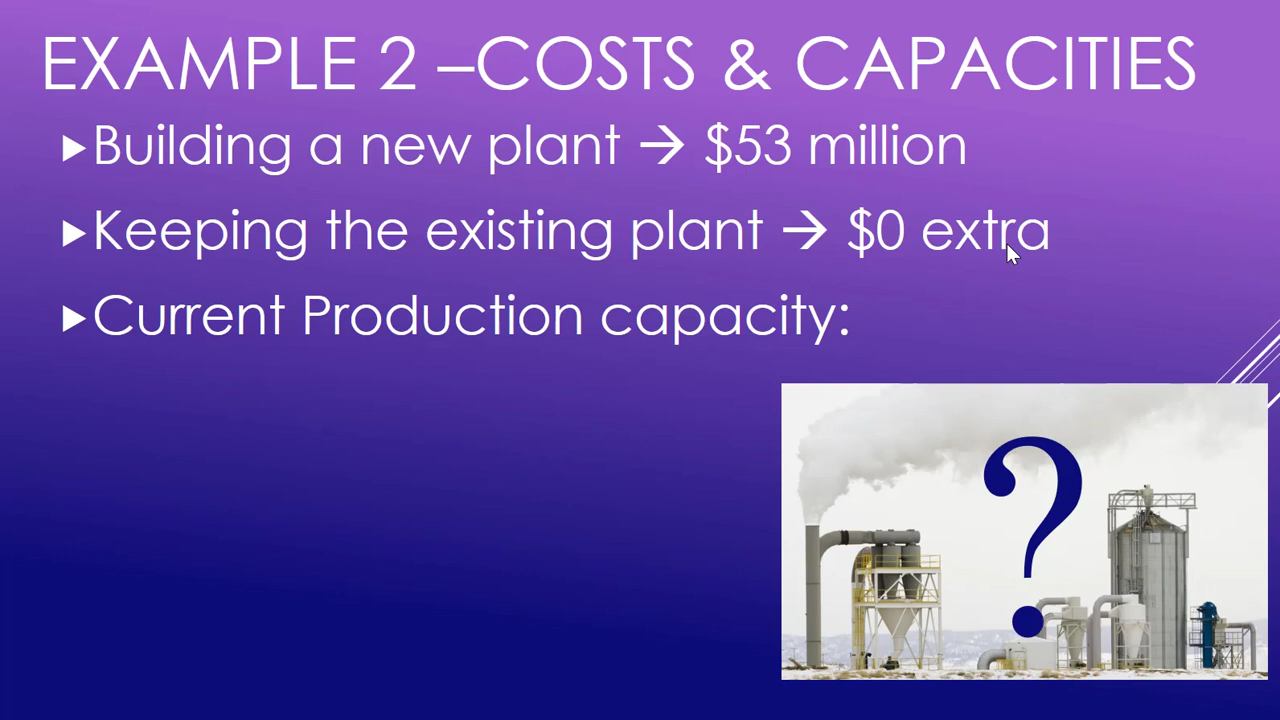 EXAMPLE 2 –COSTS & CAPACITIES
Building a new plant → $53 million
Keeping the existing plant → $0 extra
Current Production capacity:
?